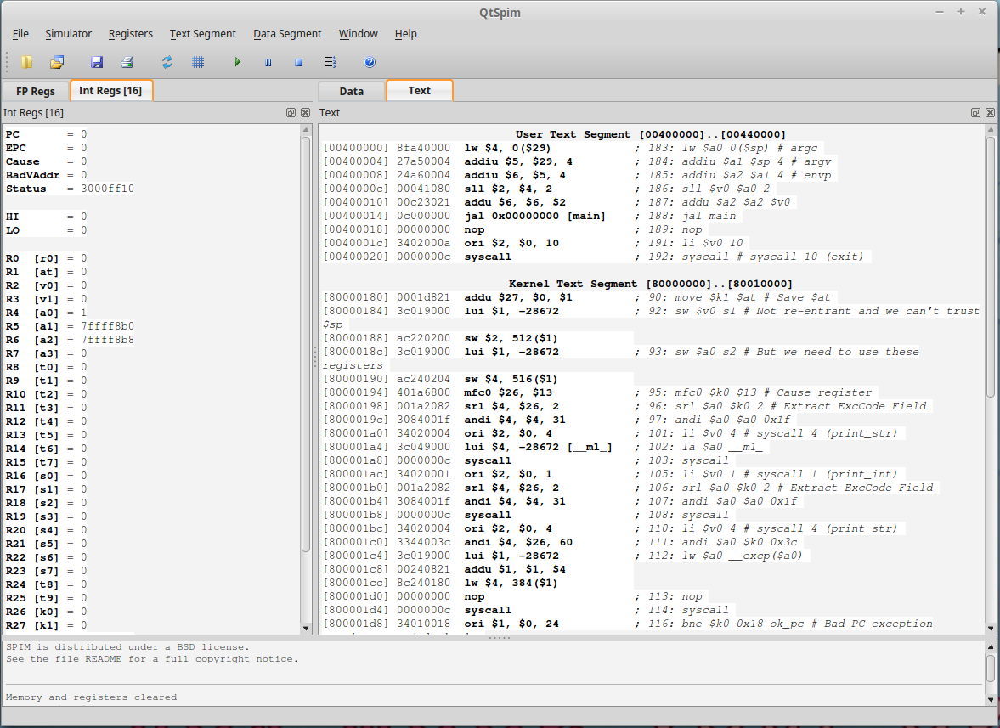 QtSpim
File Simulator Registers Text Segment Data Segment Window Help
FP Regs Int Regs [16] Data Text
Int Regs [16]
PC = 0
EPC = 0
Cause = 0
BadVAddr = 0
Status = 3000ff10
HI = 0
LO = 0
R0 [r0] = 0
R1 [at] = 0
R2 [v0] = 0
R3 [v1] = 0
R4 [a0] = 1
R5 [a1] = 7ffff8b0
R6 [a2] = 7ffff8b8
R7 [a3] = 0
R8 [t0] = 0
R9 [t1] = 0
R10 [t2] = 0
R11 [t3] = 0
R12 [t4] = 0
R13 [t5] = 0
R14 [t6] = 0
R15 [t7] = 0
R16 [s0] = 0
R17 [s1] = 0
R18 [s2] = 0
R19 [s3] = 0
R20 [s4] = 0
R21 [s5] = 0
R22 [s6] = 0
R23 [s7] = 0
R24 [t8] = 0
R25 [t9] = 0
R26 [k0] = 0
R27 [k1] = 0
Text
User Text Segment [00400000]..[00440000]
[00400000] 8fa40000 lw $4, 0($29) ; 183: lw $a0 0($sp) # argc
[00400004] 27a50004 addiu $5, $29, 4 ; 184: addiu $a1 $sp 4 # argv
[00400008] 24a60004 addiu $6, $5, 4 ; 185: addiu $a2 $a1 4 # envp
[0040000c] 00041080 sll $2, $4, 2 ; 186: sll $v0 $a0 2
[00400010] 00c23021 addu $6, $6, $2 ; 187: addu $a2 $a2 $v0
[00400014] 0c000000 jal 0x00000000 [main] ; 188: jal main
[00400018] 00000000 nop ; 189: nop
[0040001c] 3402000a ori $2, $0, 10 ; 191: li $v0 10
[00400020] 0000000c syscall ; 192: syscall # syscall 10 (exit)
Kernel Text Segment [80000000]..[80010000]
[80000180] 0001d821 addu $27, $0, $1 ; 90: move $k1 $at # Save $at
[80000184] 3c019000 lui $1, -28672 ; 92: sw $v0 s1 # Not re-entrant and we can't trust
$sp
[80000188] ac220200 sw $2, 512($1)
[8000018c] 3c019000 lui $1, -28672 ; 93: sw $a0 s2 # But we need to use these
registers
[80000190] ac240204 sw $4, 516($1)
[80000194] 401a6800 mfc0 $26, $13 ; 95: mfc0 $k0 $13 # Cause register
[80000198] 001a2082 srl $4, $26, 2 ; 96: srl $a0 $k0 2 # Extract ExcCode Field
[8000019c] 3084001f andi $4, $4, 31 ; 97: andi $a0 $a0 0x1f
[800001a0] 34020004 ori $2, $0, 4 ; 101: li $v0 4 # syscall 4 (print_str)
[800001a4] 3c049000 lui $4, -28672 [__m1_] ; 102: la $a0 __m1_
[800001a8] 0000000c syscall ; 103: syscall
[800001ac] 34020001 ori $2, $0, 1 ; 105: li $v0 1 # syscall 1 (print_int)
[800001b0] 001a2082 srl $4, $26, 2 ; 106: srl $a0 $k0 2 # Extract ExcCode Field
[800001b4] 3084001f andi $4, $4, 31 ; 107: andi $a0 $a0 0x1f
[800001b8] 0000000c syscall ; 108: syscall
[800001bc] 34020004 ori $2, $0, 4 ; 110: li $v0 4 # syscall 4 (print_str)
[800001c0] 3344003c andi $4, $26, 60 ; 111: andi $a0 $k0 0x3c
[800001c4] 3c019000 lui $1, -28672 ; 112: lw $a0 __excp($a0)
[800001c8] 00240821 addu $1, $1, $4
[800001cc] 8c240180 lw $4, 384($1)
[800001d0] 00000000 nop ; 113: nop
[800001d4] 0000000c syscall ; 114: syscall
[800001d8] 34010018 ori $1, $0, 24 ; 116: bne $k0 0x18 ok_pc # Bad PC exception
SPIM is distributed under a BSD license.
See the file README for a full copyright notice.
Memory and registers cleared